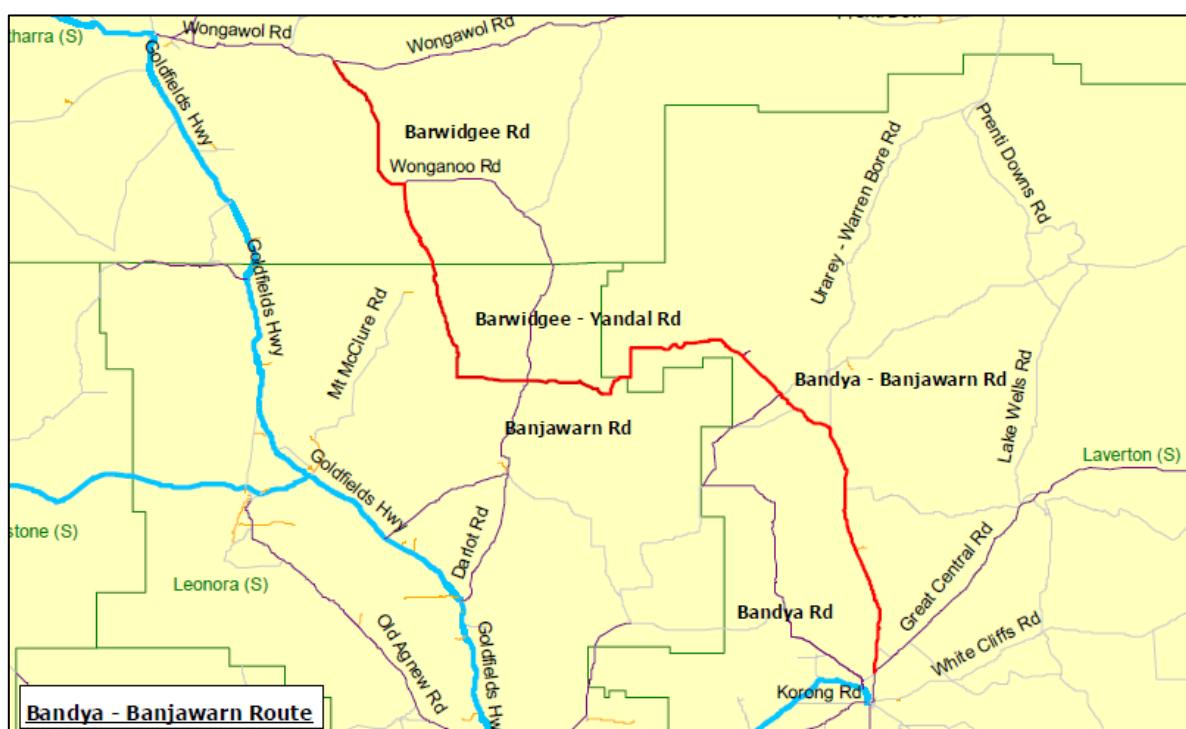 Wongawol Rd
Wongawol Rd
tharra (S)
Goldfields Hwy
Barwidgee Rd
Wonganoo Rd
Urarey - Warren Bore Rd
Prenti Downs Rd
Goldfields Hwy
Mt McClure Rd
Barwidgee - Yandal Rd
Bandya - Banjawarn Rd
Lake Wells Rd
Banjawarn Rd
Laverton (S)
Goldfields Hwy
stone (S)
Darlot Rd
Great Central Rd
Leonora (S)
Bandya Rd
Old Agnew Rd
Goldfields Hw
White Cliffs Rd
Korong Rd
Bandya - Banjawarn Route